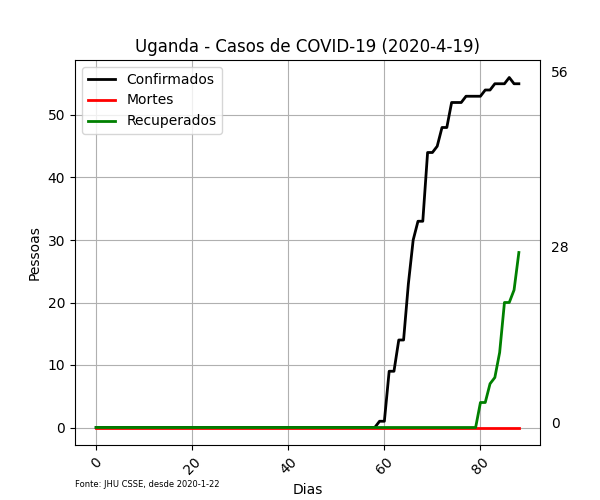 Uganda - Casos de COVID-19 (2020-4-19)
Confirmados
Mortes
Recuperados
56
28
0
Pessoas
50
40
30
20
10
0
0
20
40
60
80
Dias
Fonte: JHU CSSE, desde 2020-1-22